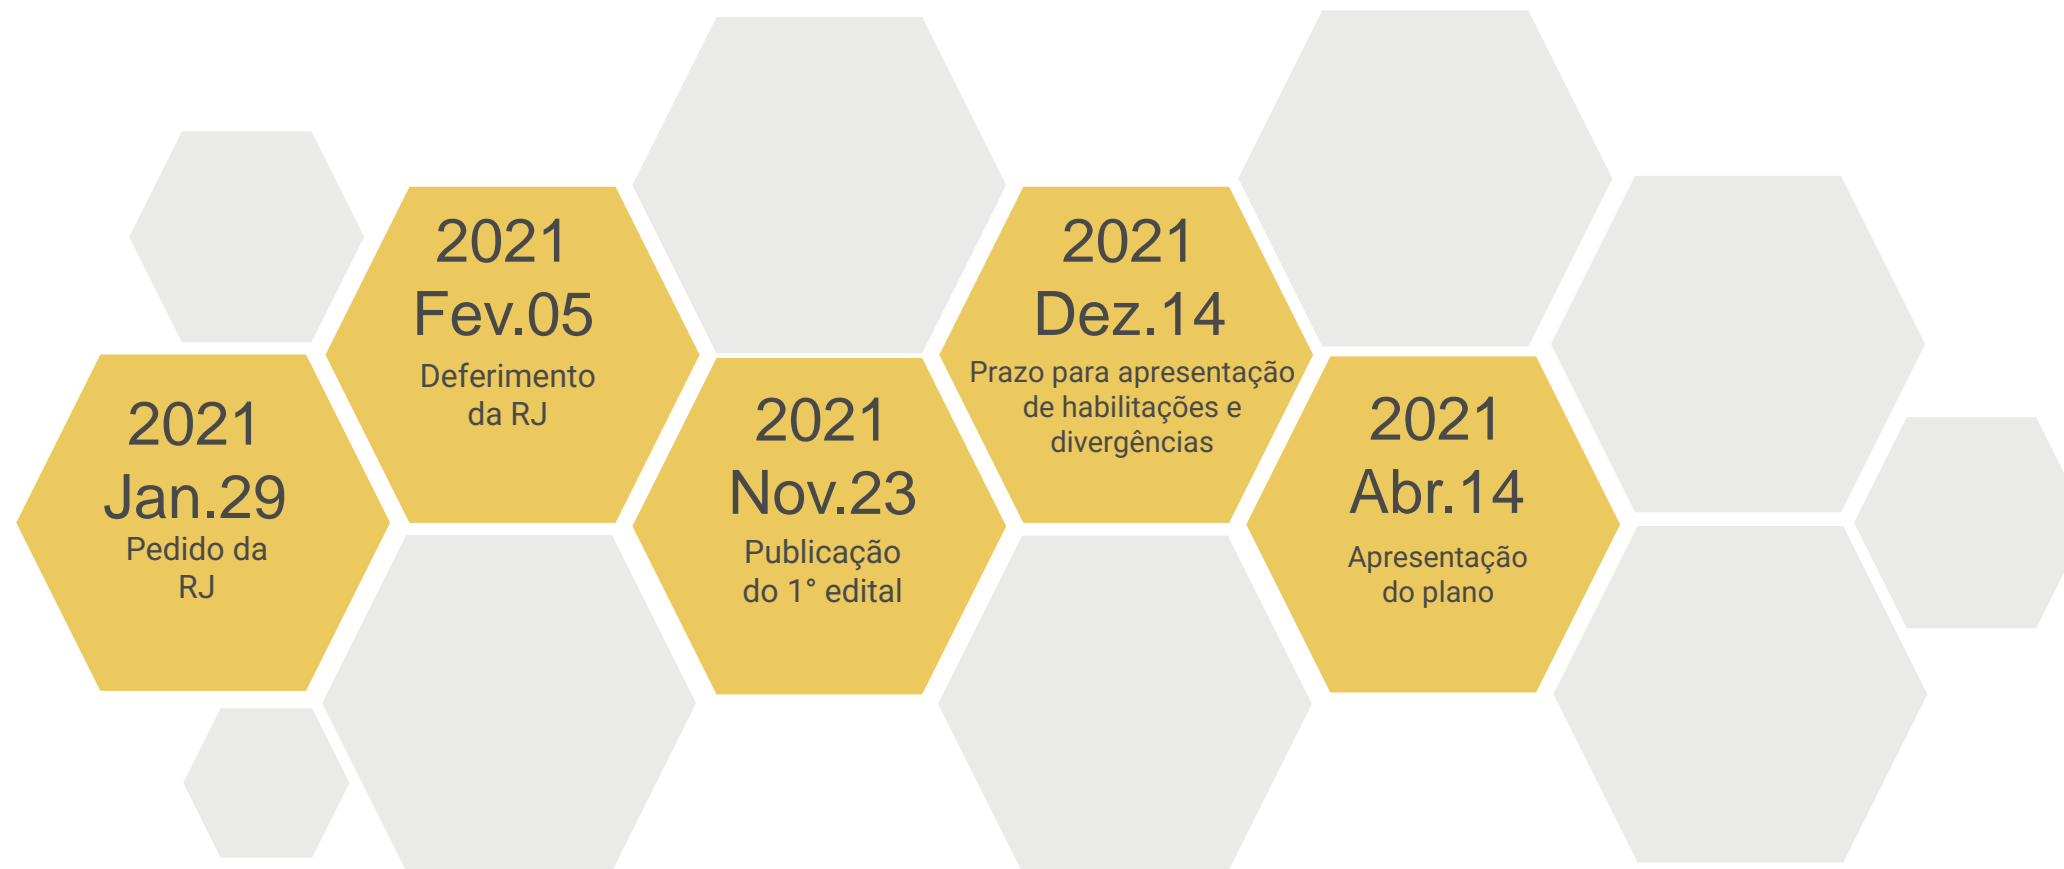 2021
Jan.29
Pedido da
RJ
2021
Fev.05
Deferimento
da RJ
2021
Nov.23
Publicação
do 1° edital
2021
Dez.14
Prazo para apresentação
de habilitações e
divergências
2021
Abr.14
Apresentação
do plano